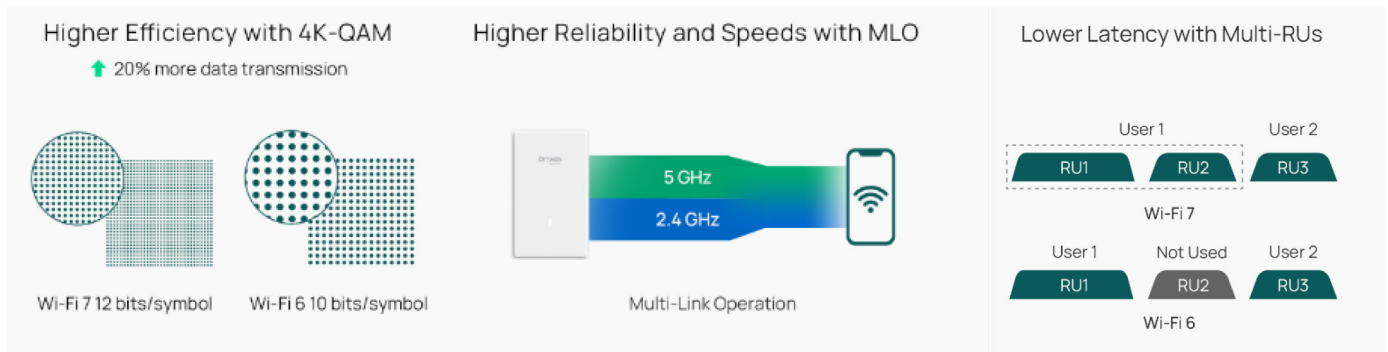 Higher Efficiency with 4K-QAM
20% more data transmission
Wi-Fi 7 12 bits/symbol
Wi-Fi 6 10 bits/symbol
Higher Reliability and Speeds with MLO
5 GHz
2.4 GHz
Multi-Link Operation
Lower Latency with Multi-RUs
User 1
User 2
RU1
RU2
RU3
Wi-Fi 7
User 1
Not Used
User 2
RU1
RU2
RU3
Wi-Fi 6